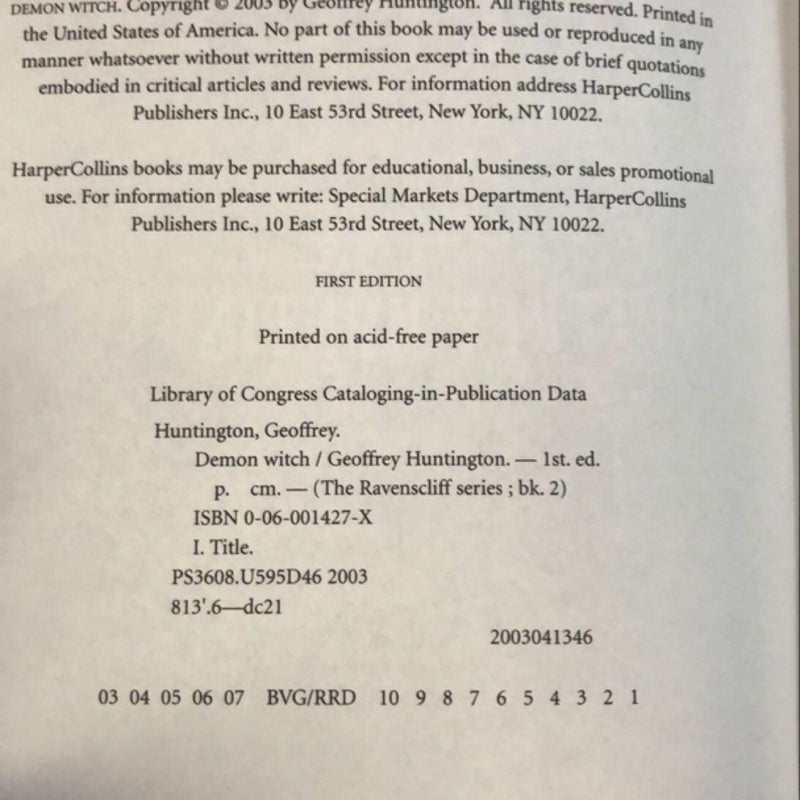 DEMON WITCH. Copyright © 2003 by Geoffrey Huntington. All rights reserved. Printed in
the United States of America. No part of this book may be used or reproduced in any
manner whatsoever without written permission except in the case of brief quotations
embodied in critical articles and reviews. For information address HarperCollins
Publishers Inc., 10 East 53rd Street, New York, NY 10022.
HarperCollins books may be purchased for educational, business, or sales promotional
use. For information please write: Special Markets Department, HarperCollins
Publishers Inc., 10 East 53rd Street, New York, NY 10022.
FIRST EDITION
Printed on acid-free paper
Library of Congress Cataloging-in-Publication Data
Huntington, Geoffrey.
Demon witch / Geoffrey Huntington. — 1st. ed.
p. cm. — (The Ravenscliff series ; bk. 2)
ISBN 0-06-001427-X
I. Title.
PS3608.U595D46 2003
813'.6—dc21
2003041346
03 04 05 06 07 BVG/RRD 10 9 8 7 6 5 4 3 2 1